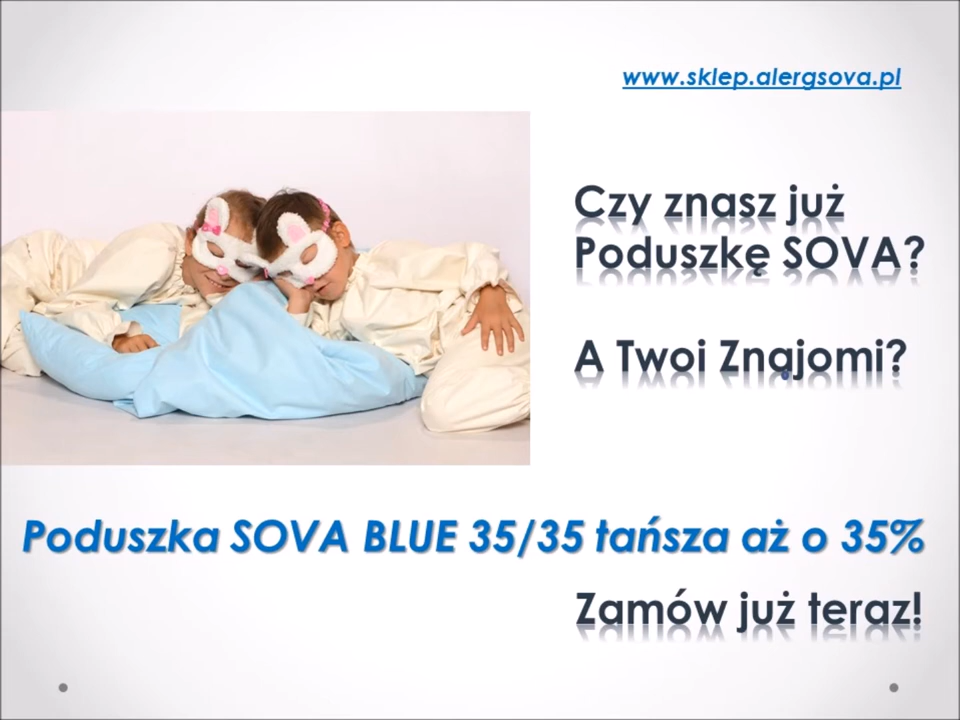 www.sklep.alergsova.pl
Czy znasz już
Poduszkę SOVA?
A Twoi Znajomi?
Poduszka SOVA BLUE 35/35 tańsza aż o 35%
Zamów już teraz!